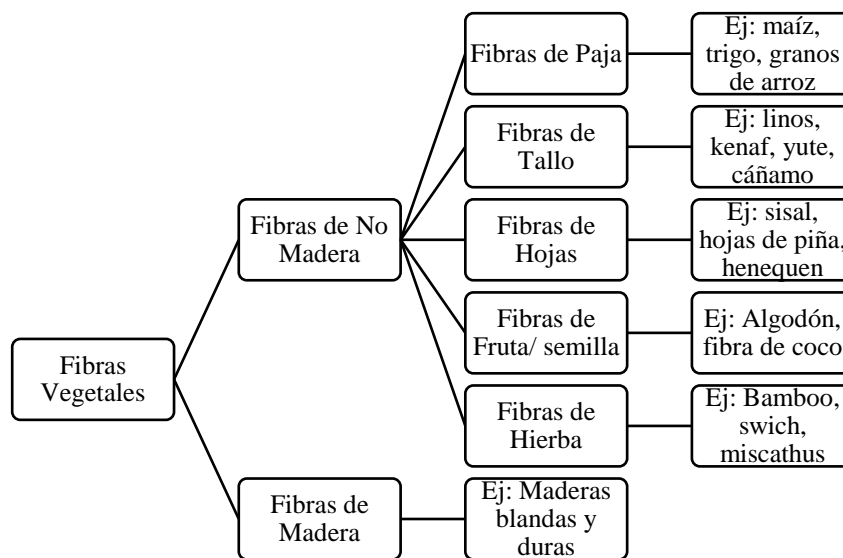 Fibras
Vegetales
Fibras de No
Madera
Fibras de Paja
Ej: maíz,
trigo, granos
de arroz
Fibras de
Tallo
Ej: linos,
kenaf, yute,
cáñamo
Fibras de
Hojas
Ej: sisal,
hojas de piña,
henequen
Fibras de
Fruta/ semilla
Ej: Algodón,
fibra de coco
Fibras de
Hierba
Ej: Bamboo,
swich,
miscathus
Fibras de
Madera
Ej: Maderas
blandas y
duras